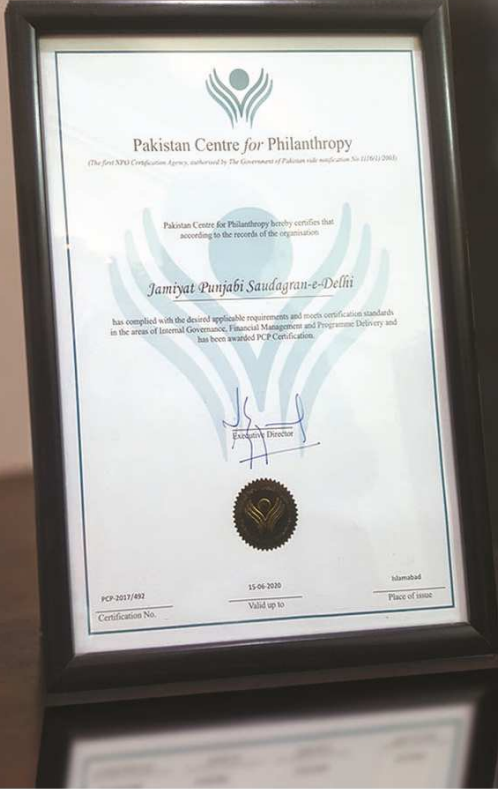 Pakistan Centre for Philanthropy
(The first NPO Certification Agency, authorised by The Government of Pakistan vide notification No 1116(1)/2003)
Pakistan Centre for Philanthropy hereby certifies that
according to the records of the organisation
Jamiyat Punjabi Saudagran-e-Delhi
has complied with the desired applicable requirements and meets certification standards
in the areas of Internal Governance, Financial Management and Programme Delivery and
has been awarded PCP Certification.
Executive Director
PCP-2017/492
Certification No.
15-06-2020
Valid up to
Islamabad
Place of issue